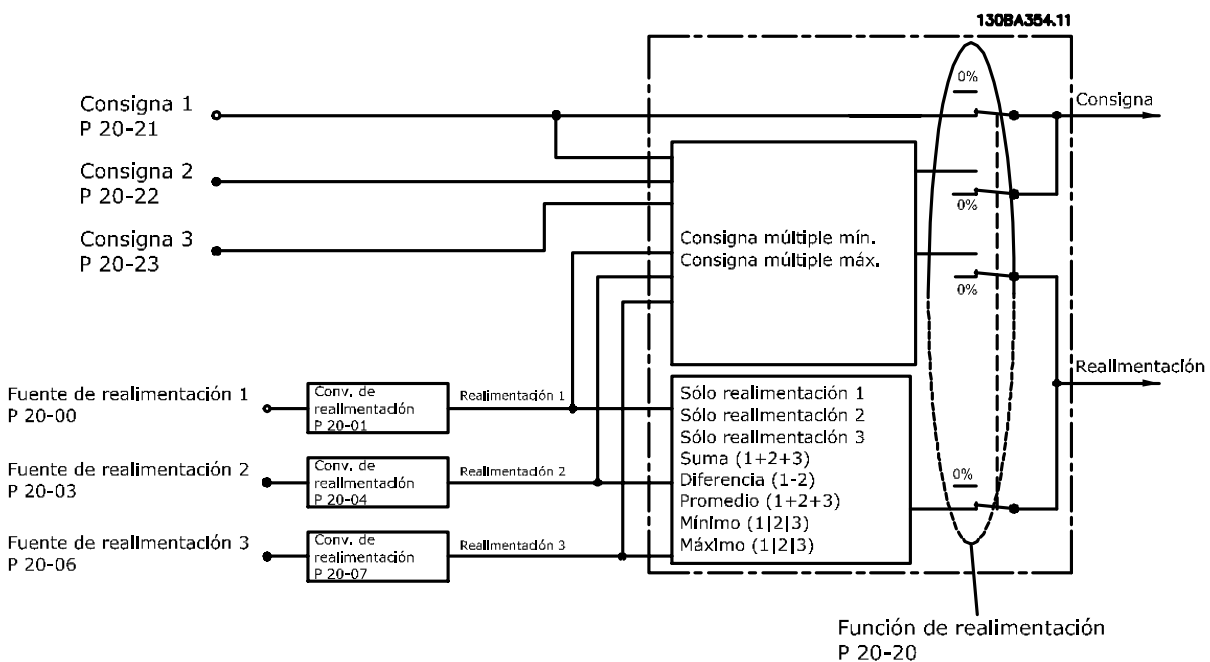 130BA354.11
Consigna 1
P 20-21
Consigna 2
P 20-22
Consigna 3
P 20-23
0%
Consigna
0%
Consigna múltiple mín.
Consigna múltiple máx.
0%
Realimentación
Fuente de realimentación 1
P 20-00
Conv. de
realimentación
P 20-01
Realimentación 1
Fuente de realimentación 2
P 20-03
Conv. de
realimentación
P 20-04
Realimentación 2
Fuente de realimentación 3
P 20-06
Conv. de
realimentación
P 20-07
Realimentación 3
Sólo realimentación 1
Sólo realimentación 2
Sólo realimentación 3
Suma (1+2+3)
Diferencia (1-2)
Promedio (1+2+3)
Mínimo (1|2|3)
Máximo (1|2|3)
0%
Función de realimentación
P 20-20